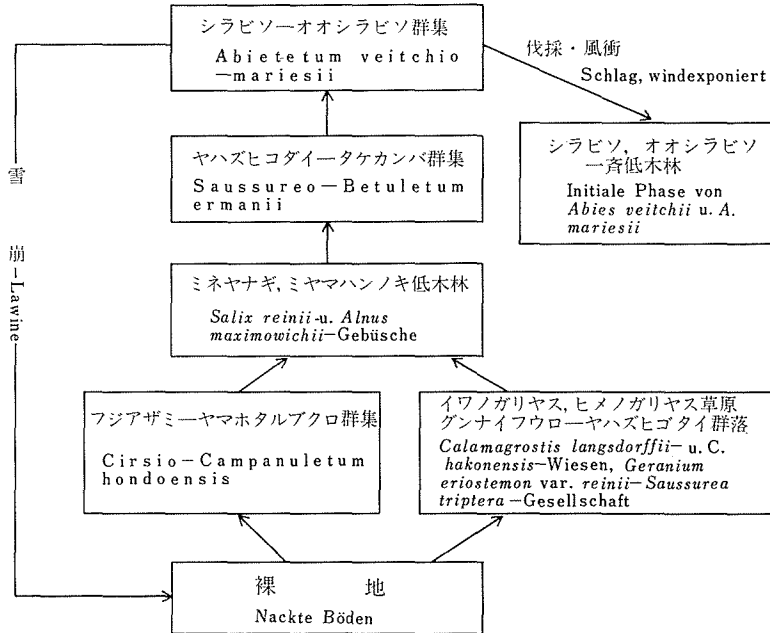 シラビソーオオシラビソ群集
Abietetum veitchio
—mariesii
伐採・風衝
Schlag, windexponiert
ヤハズヒコダイータケカンバ群集
Saussureo—Betuletum
ermanii
シラビソ, オオシラビソ
一斉低木林
Initiale Phase von
Abies veitchii u. A.
mariesii
雪崩-Lawine
ミネヤナギ, ミヤマハンノキ低木林
Salix reinii-u. Alnus
maximowichii—Gebüsche
フジアザミーヤマホタルブクロ群集
Cirsio—Campanuletum
hondoensis
イワノガリヤス, ヒメノガリヤス草原
グンナイフウローヤハズヒゴタイ群落
Calamagrostis langsdorffii— u. C.
hakonensis—Wiesen, Geranium
eriostemon var. reinii— Saussurea
triptera —Gesellschaft
裸地
Nackte Böden